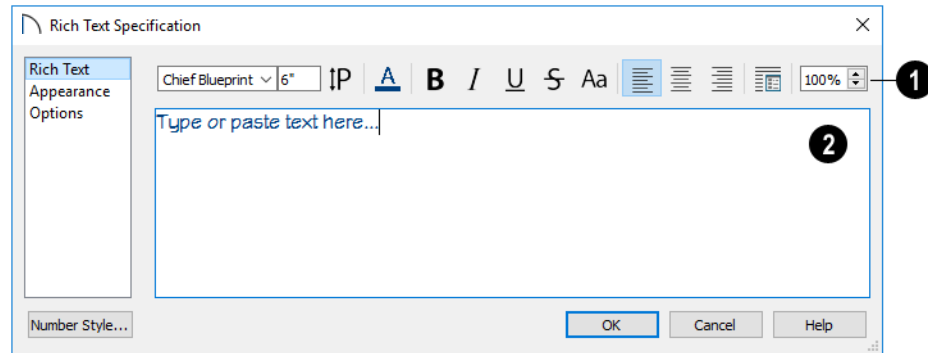 Rich Text Specification
Rich Text
Appearance
Options
Chief Blueprint 6" P A B I U S Aa 100% 1
Type or paste text here...
2
Number Style...
OK Cancel Help